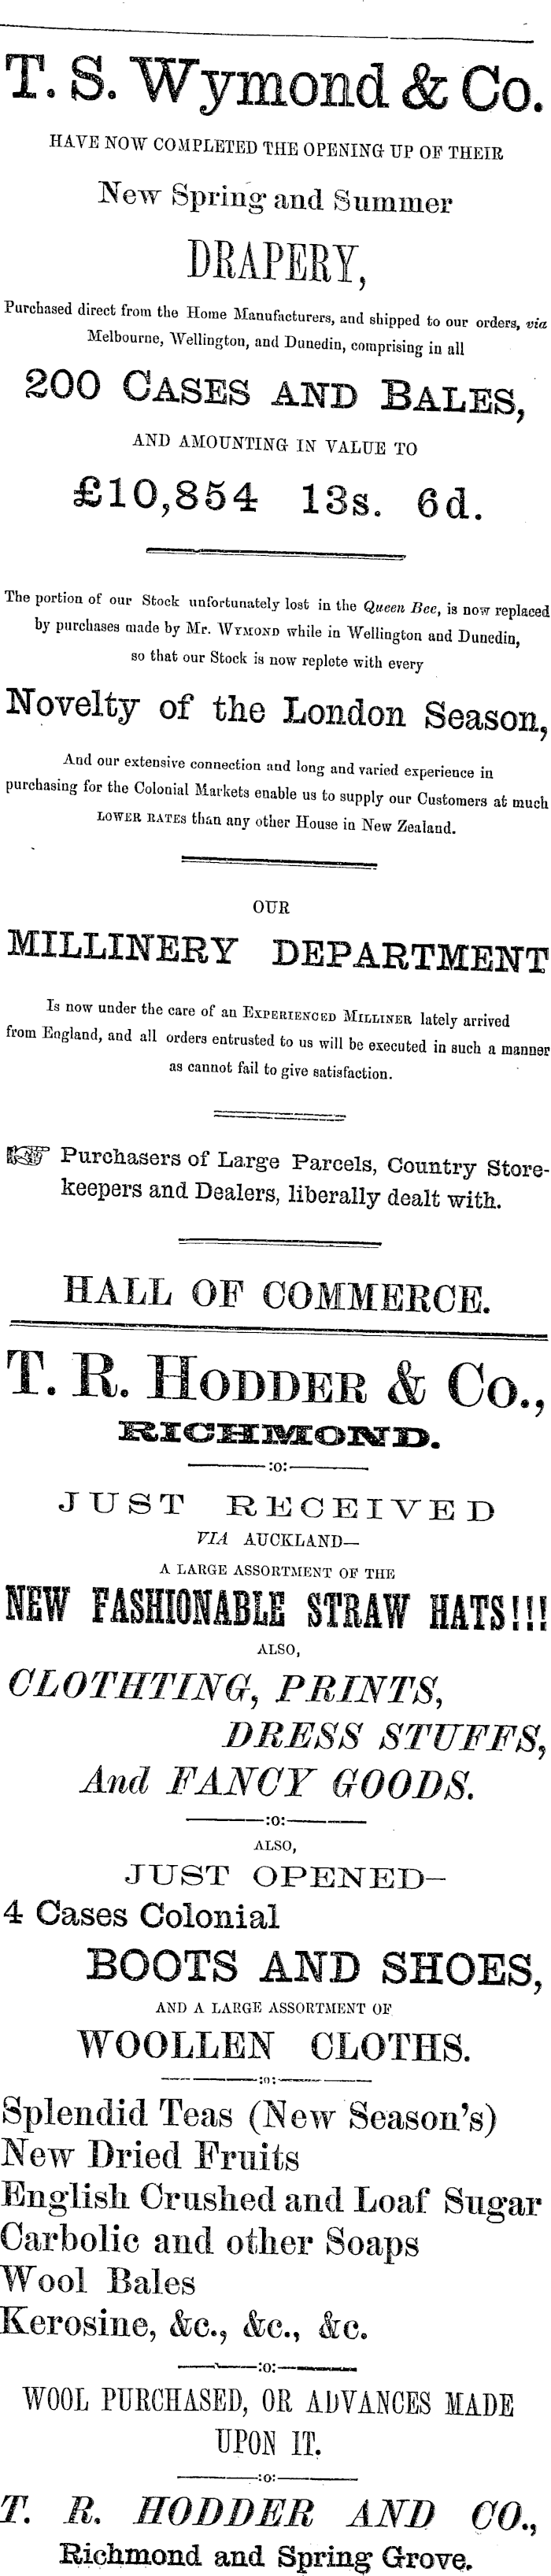 T. S. Wymond & Co.
HAVE NOW COMPLETED THE OPENING UP OF THEIR
New Spring and Summer
DRAPERY,
Purchased direct from the Home Manufacturers, and shipped to our orders, via
Melbourne, Wellington, and Dunedin, comprising in all
200 CASES AND BALES,
AND AMOUNTING IN VALUE TO
£10,854 13s. 6d.
The portion of our Stock unfortunately lost in the Queen Bee, is now replaced
by purchases made by Mr. WYMOND while in Wellington and Dunedin,
so that our Stock is now replete with every
Novelty of the London Season,
And our extensive connection and long and varied experience in
purchasing for the Colonial Markets enable us to supply our Customers at much
LOWER RATES than any other House in New Zealand.
OUR
MILLINERY DEPARTMENT
Is now under the care of an EXPERIENCED MILLINER lately arrived
from England, and all orders entrusted to us will be executed in such a manner
as cannot fail to give satisfaction.
☞ Purchasers of Large Parcels, Country Store-
keepers and Dealers, liberally dealt with.
HALL OF COMMERCE.
T. R. HODDER & CO.,
RICHMOND.
:o:
JUST RECEIVED
VIA AUCKLAND—
A LARGE ASSORTMENT OF THE
NEW FASHIONABLE STRAW HATS!!!
ALSO,
CLOTHTING, PRINTS,
DRESS STUFFS,
And FANCY GOODS.
:o:
ALSO,
JUST OPENED—
4 Cases Colonial
BOOTS AND SHOES,
AND A LARGE ASSORTMENT OF
WOOLLEN CLOTHS.
:o:
Splendid Teas (New Season's)
New Dried Fruits
English Crushed and Loaf Sugar
Carbolic and other Soaps
Wool Bales
Kerosine, &c., &c., &c.
:o:
WOOL PURCHASED, OR ADVANCES MADE
UPON IT.
:o:
T. R. HODDER AND CO.,
Richmond and Spring Grove.